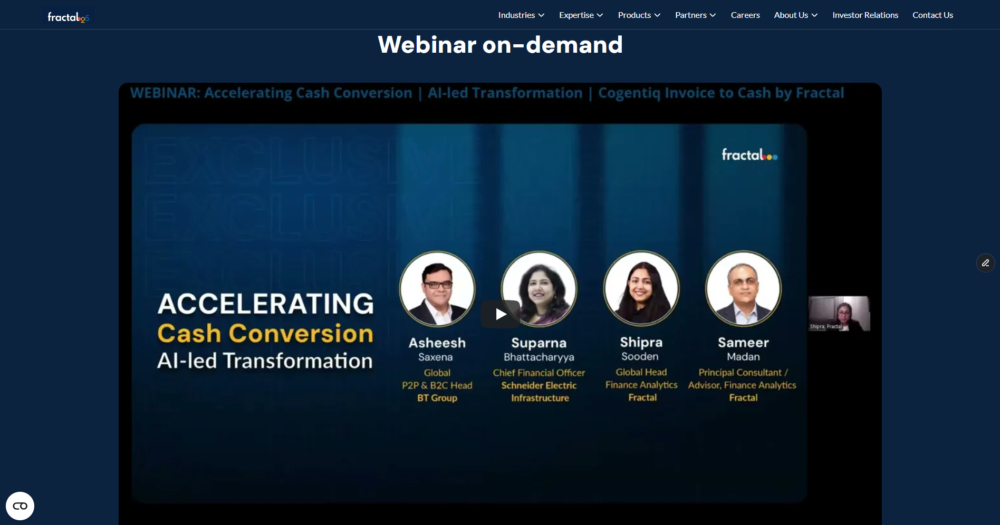 fractal 25
Industries Expertise Products Partners Careers About Us Investor Relations Contact Us
Webinar on-demand
WEBINAR: Accelerating Cash Conversion | AI-led Transformation | Cogentiq Invoice to Cash by Fractal
EXCLUSIVE
EXCLUSIVE
EXCLUSIVE
fractal
ACCELERATING
Cash Conversion
AI-led Transformation
Asheesh
Saxena
Global
P2P & B2C Head
BT Group
Suparna
Bhattacharyya
Chief Financial Officer
Schneider Electric
Infrastructure
Shipra
Sooden
Global Head
Finance Analytics
Fractal
Sameer
Madan
Principal Consultant /
Advisor, Finance Analytics
Fractal
Shipra, Fractal